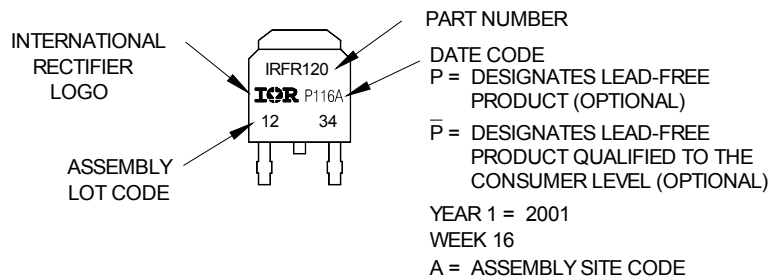 INTERNATIONAL
RECTIFIER
LOGO
ASSEMBLY
LOT CODE
IRFR120
IOR P116A
12 34
PART NUMBER
DATE CODE
P = DESIGNATES LEAD-FREE
PRODUCT (OPTIONAL)
P̅ = DESIGNATES LEAD-FREE
PRODUCT QUALIFIED TO THE
CONSUMER LEVEL (OPTIONAL)
YEAR 1 = 2001
WEEK 16
A = ASSEMBLY SITE CODE